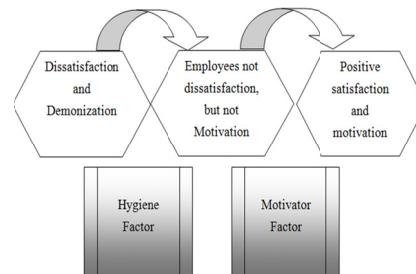 Dissatisfaction
and
Demonization
Employees not
dissatisfaction,
but not
Motivation
Positive
satisfaction
and
motivation
Hygiene
Factor
Motivator
Factor